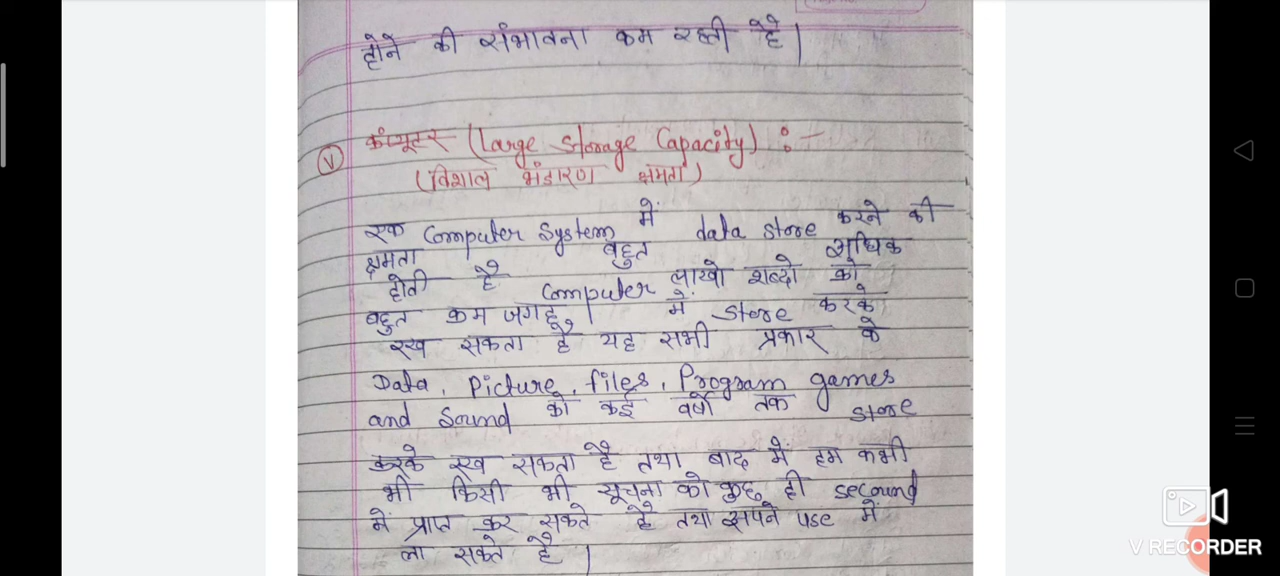 होने की संभावना कम रहती है।
V कंप्यूटर (Large Storage Capacity) :-
(विशाल भंडारण क्षमता)
एक Computer System में data store करने की
क्षमता बहुत अधिक
होती है Computer लाखो शब्दो को
बहुत कम जगह, में store करके
रख सकता है यह सभी प्रकार के
Data, Picture, files, Program games
and Sound को कई वर्षो तक store
करके रख सकता है तथा बाद में हम कभी
भी किसी भी सूचना को कुछ ही secound
में प्राप्त कर सकते है तथा अपने use में
ला सकते है।
V RECORDER